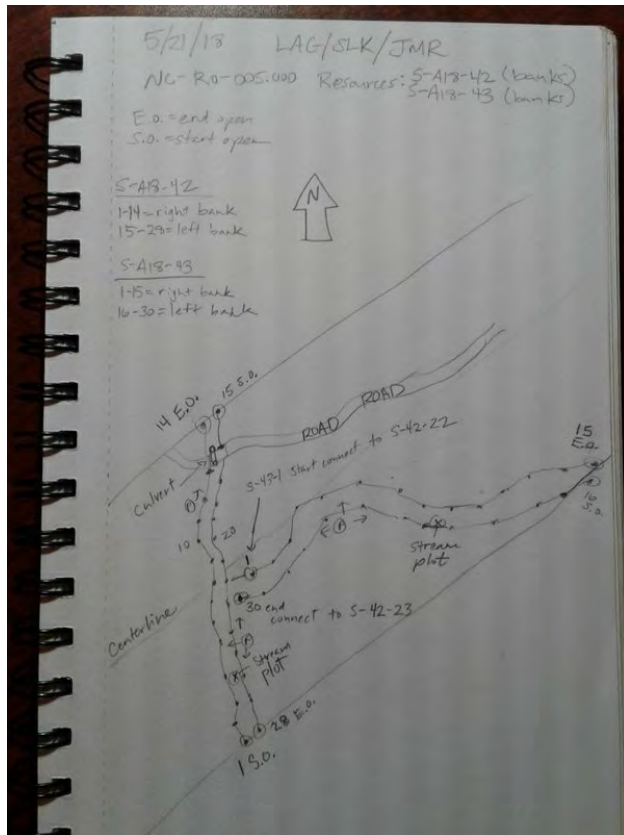 5/21/18 LAG/SLK/JMR
NC-RO-005.000 Resources: S-A18-42 (banks)
S-A18-43 (banks)
E.O. = end open
S.O. = start open
N
S-A18-42
1-14 = right bank
15-28 = left bank
S-A18-43
1-15 = right bank
16-30 = left bank
14 E.O.
15 S.O.
ROAD ROAD
culvert
S-43-1 Start connect to S-42-22
15
E.O.
16
S.O.
10
20
stream
plot
1
30 end
connect to S-42-23
Centerline
stream
plot
28 E.O.
1 S.O.